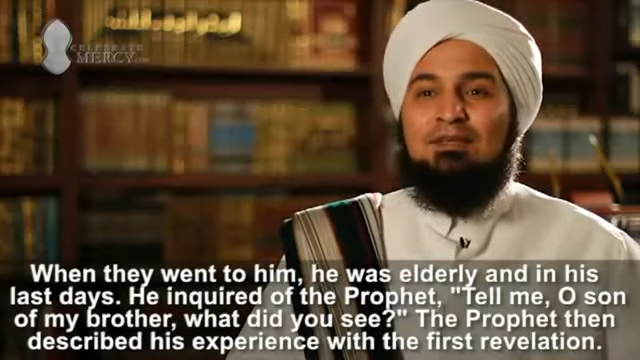 CELEBRATE
MERCY.com
When they went to him, he was elderly and in his
last days. He inquired of the Prophet, "Tell me, O son
of my brother, what did you see?" The Prophet then
described his experience with the first revelation.